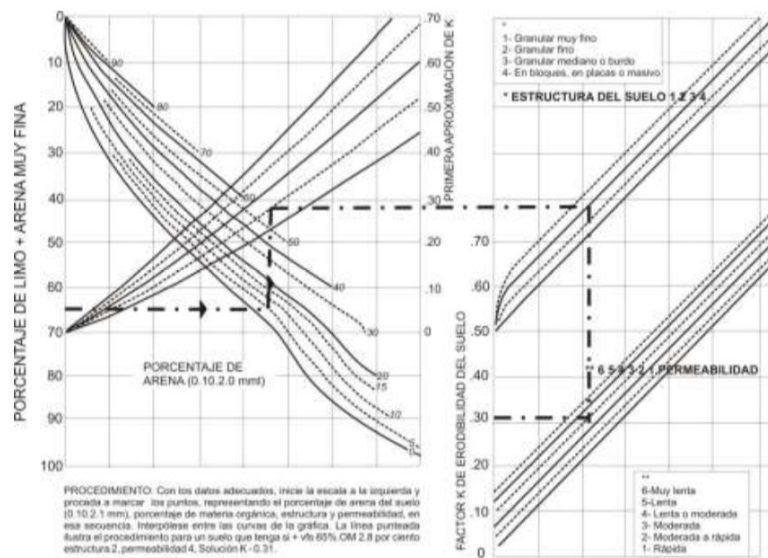 PORCENTAJE DE LIMO + ARENA MUY FINA
0
10
20
30
40
50
60
70
80
90
100
90
80
70
60
50
40
30
20
15
10
5
0
PORCENTAJE DE
ARENA (0.10.2.0 mmt)
PRIMERA APROXIMACION DE K
.70
.60
.50
.40
.30
.20
.10
0
*
1- Granular muy fino
2- Granular fino
3- Granular mediano o burdo
4- En bloques, en placas o masivo
* ESTRUCTURA DEL SUELO 1 2 3 4
FACTOR K DE ERODIBILIDAD DEL SUELO
.70
.60
.50
.40
.30
.20
.10
0
** 6 5 4 3 2 1 PERMEABILIDAD
**
6-Muy lenta
5-Lenta
4- Lenta o moderada
3- Moderada
2- Moderada a rápida
1- Rápida
PROCEDIMIENTO: Con los datos adecuados, inicie la escala a la izquierda y
proceda a marcar los puntos, representando el porcentaje de arena del suelo
(0.10.2.1 mm), porcentaje de materia orgánica, estructura y permeabilidad, en
esa secuencia. Interpólese entre las curvas de la gráfica. La línea punteada
ilustra el procedimiento para un suelo que tenga si + vfs 65%.OM 2.8 por ciento
estructura 2, permeabilidad 4, Solución K - 0.31.